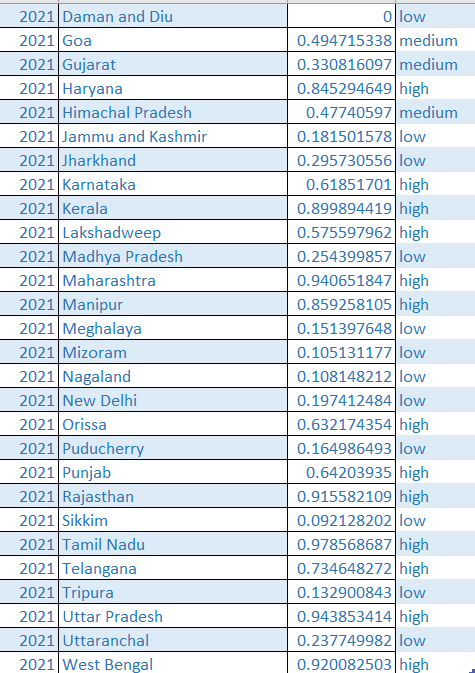 2021 Daman and Diu 0 low
2021 Goa 0.494715338 medium
2021 Gujarat 0.330816097 medium
2021 Haryana 0.845294649 high
2021 Himachal Pradesh 0.47740597 medium
2021 Jammu and Kashmir 0.181501578 low
2021 Jharkhand 0.295730556 low
2021 Karnataka 0.61851701 high
2021 Kerala 0.899894419 high
2021 Lakshadweep 0.575597962 high
2021 Madhya Pradesh 0.254399857 low
2021 Maharashtra 0.940651847 high
2021 Manipur 0.859258105 high
2021 Meghalaya 0.151397648 low
2021 Mizoram 0.105131177 low
2021 Nagaland 0.108148212 low
2021 New Delhi 0.197412484 low
2021 Orissa 0.632174354 high
2021 Puducherry 0.164986493 low
2021 Punjab 0.64203935 high
2021 Rajasthan 0.915582109 high
2021 Sikkim 0.092128202 low
2021 Tamil Nadu 0.978568687 high
2021 Telangana 0.734648272 high
2021 Tripura 0.132900843 low
2021 Uttar Pradesh 0.943853414 high
2021 Uttaranchal 0.237749982 low
2021 West Bengal 0.920082503 high